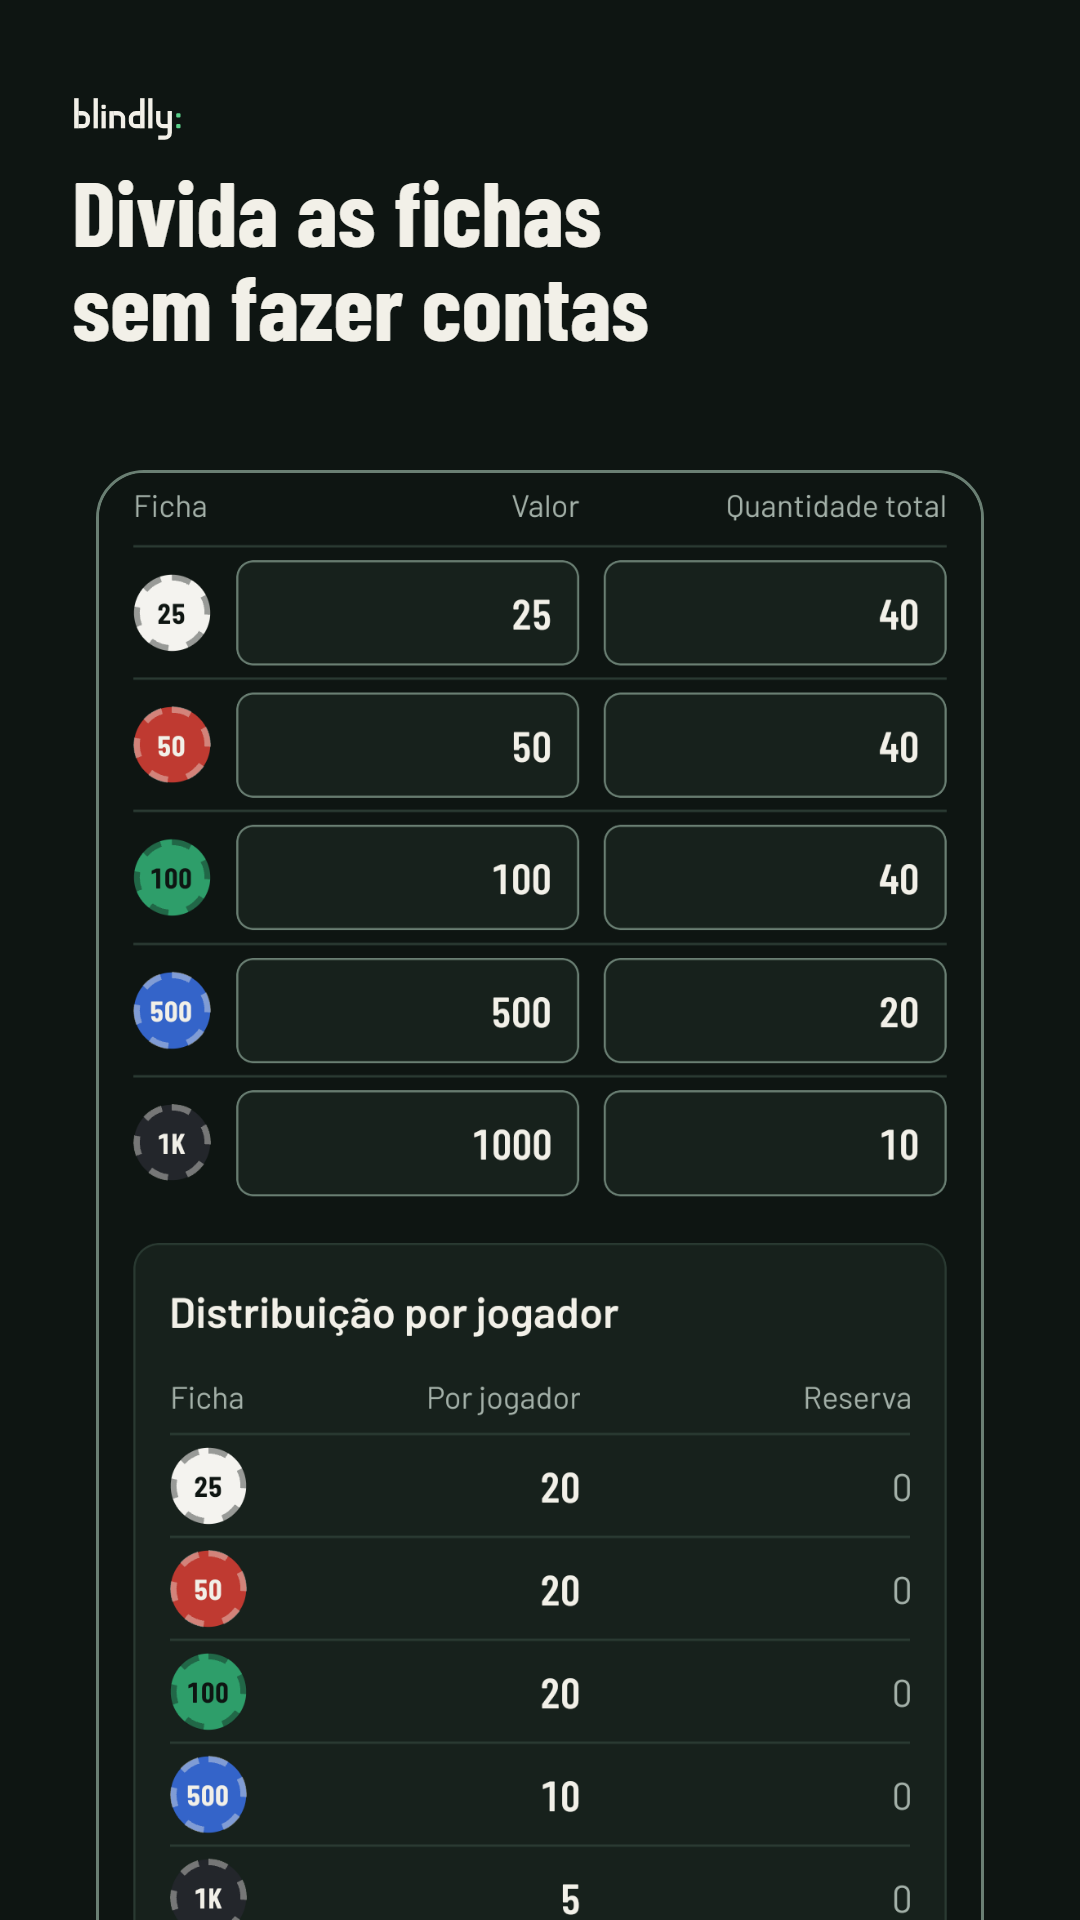 blindly:
Divida as fichas
sem fazer contas
Ficha Valor Quantidade total
25 25 40
50 50 40
100 100 40
500 500 20
1K 1000 10
Distribuição por jogador
Ficha Por jogador Reserva
25 20 0
50 20 0
100 20 0
500 10 0
1K 5 0